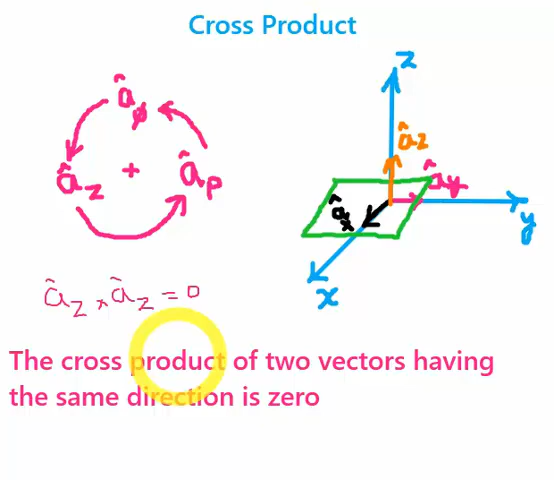 Cross Product
z
âϕ
âz
âz
+
âρ
ây
âx
y
x
âz × âz = 0
The cross product of two vectors having
the same direction is zero